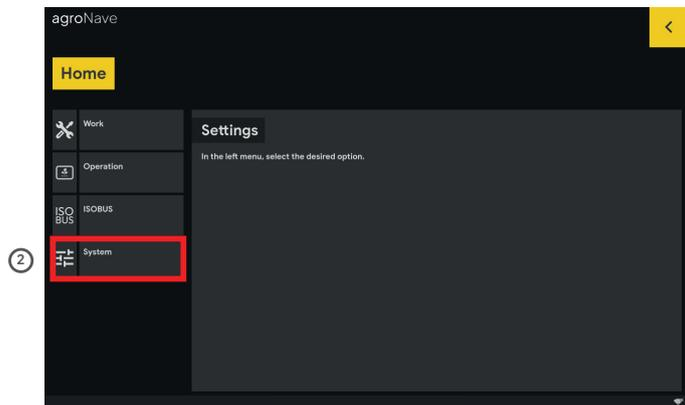 agroNave
Home
Work
Settings
In the left menu, select the desired option.
Operation
ISO
BUS
ISOBUS
2
System